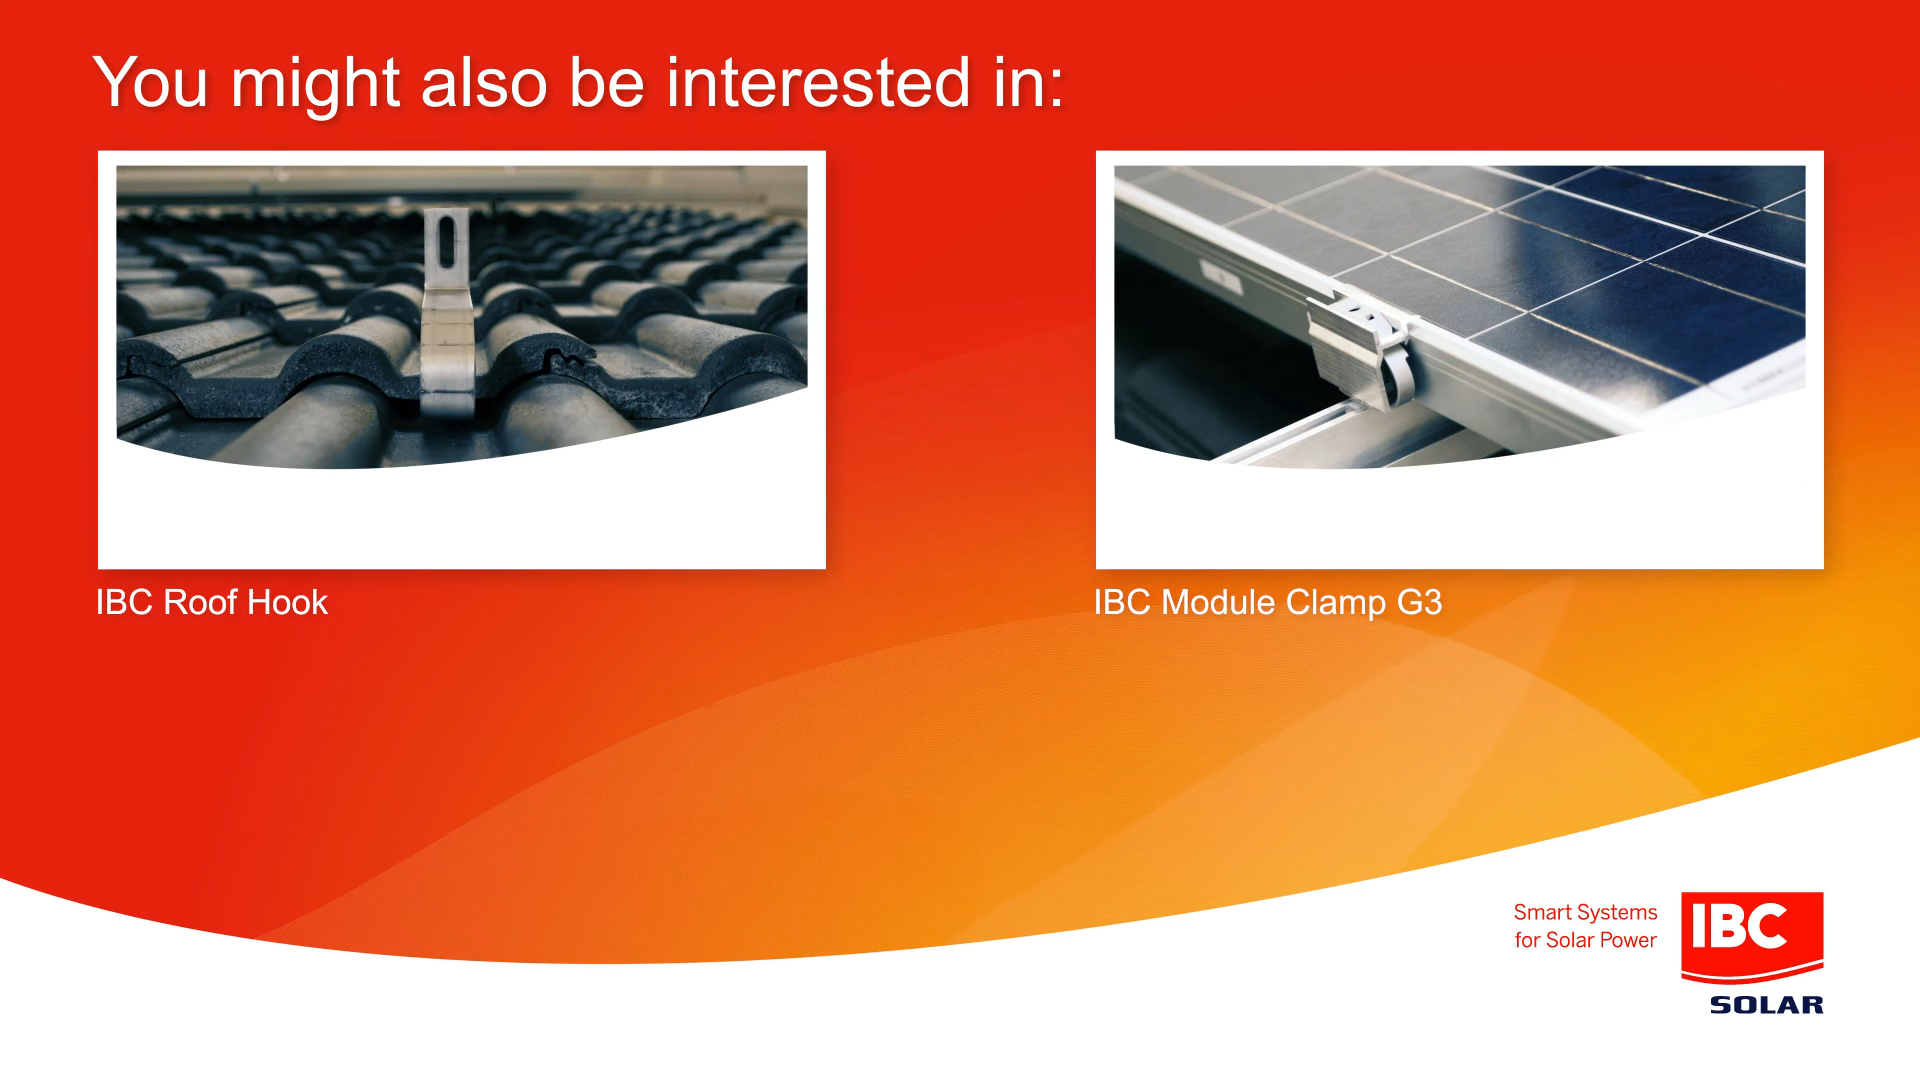 You might also be interested in:
IBC Roof Hook
IBC Module Clamp G3
Smart Systems
for Solar Power
IBC
SOLAR